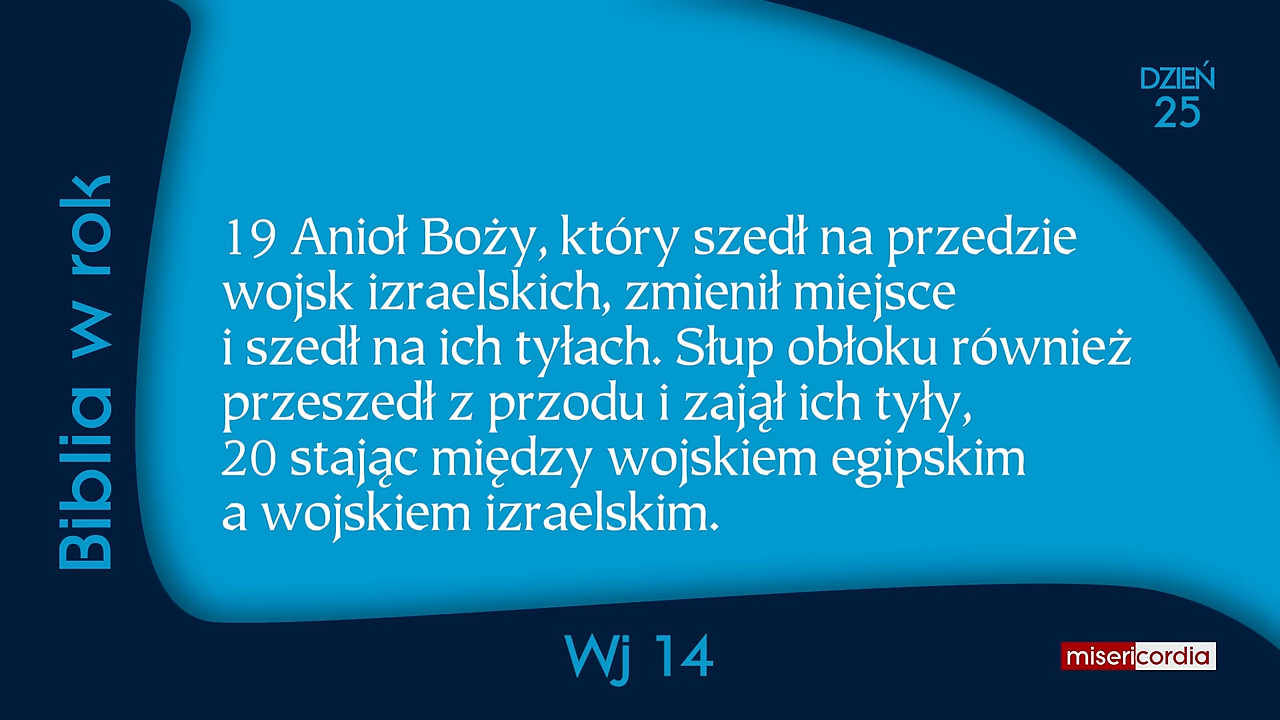 DZIEŃ
25
Biblia w rok
19 Anioł Boży, który szedł na przedzie
wojsk izraelskich, zmienił miejsce
i szedł na ich tyłach. Słup obłoku również
przeszedł z przodu i zajął ich tyły,
20 stając między wojskiem egipskim
a wojskiem izraelskim.
Wj 14
misericordia